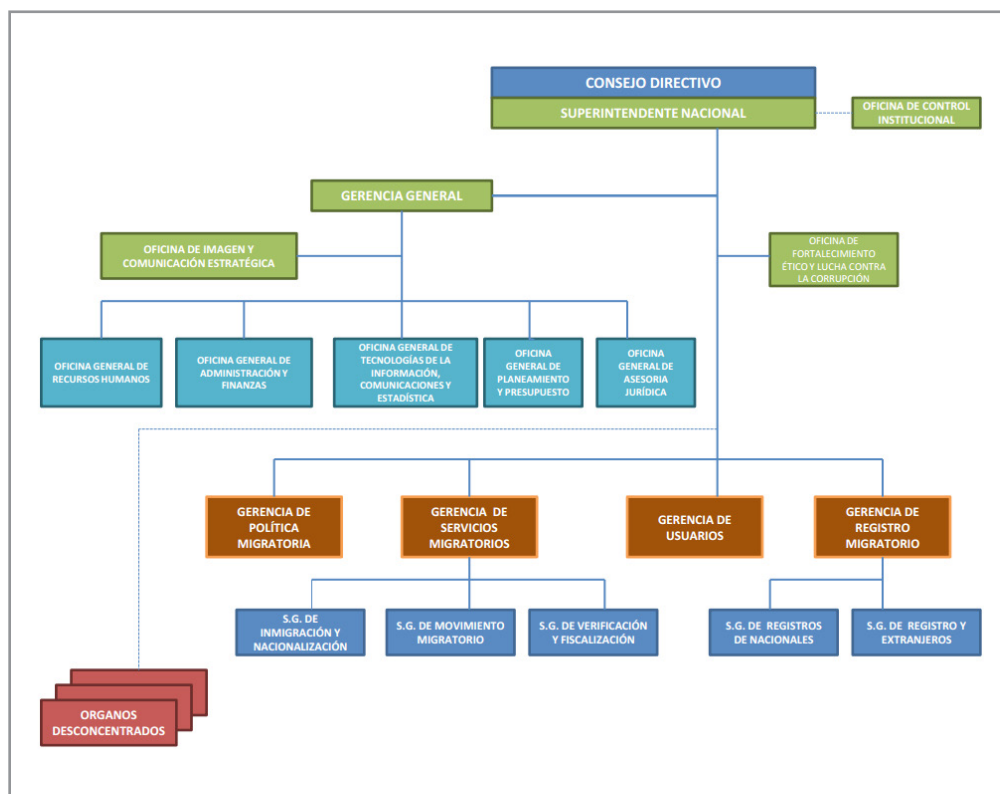 CONSEJO DIRECTIVO
SUPERINTENDENTE NACIONAL
OFICINA DE CONTROL
INSTITUCIONAL
GERENCIA GENERAL
OFICINA DE IMAGEN Y
COMUNICACIÓN ESTRATÉGICA
OFICINA DE
FORTALECIMIENTO
ÉTICO Y LUCHA CONTRA
LA CORRUPCIÓN
OFICINA GENERAL DE
RECURSOS HUMANOS
OFICINA GENERAL DE
ADMINISTRACIÓN Y
FINANZAS
OFICINA GENERAL DE
TECNOLOGÍAS DE LA
INFORMACIÓN,
COMUNICACIONES Y
ESTADÍSTICA
OFICINA
GENERAL DE
PLANEAMIENTO
Y PRESUPUESTO
OFICINA
GENERAL DE
ASESORIA
JURÍDICA
GERENCIA DE
POLÍTICA
MIGRATORIA
GERENCIA DE
SERVICIOS
MIGRATORIOS
GERENCIA DE
USUARIOS
GERENCIA DE
REGISTRO
MIGRATORIO
S.G. DE
INMIGRACIÓN Y
NACIONALIZACIÓN
S.G. DE MOVIMIENTO
MIGRATORIO
S.G. DE VERIFICACIÓN
Y FISCALIZACIÓN
S.G. DE REGISTROS
DE NACIONALES
S.G. DE REGISTRO Y
EXTRANJEROS
ORGANOS
DESCONCENTRADOS